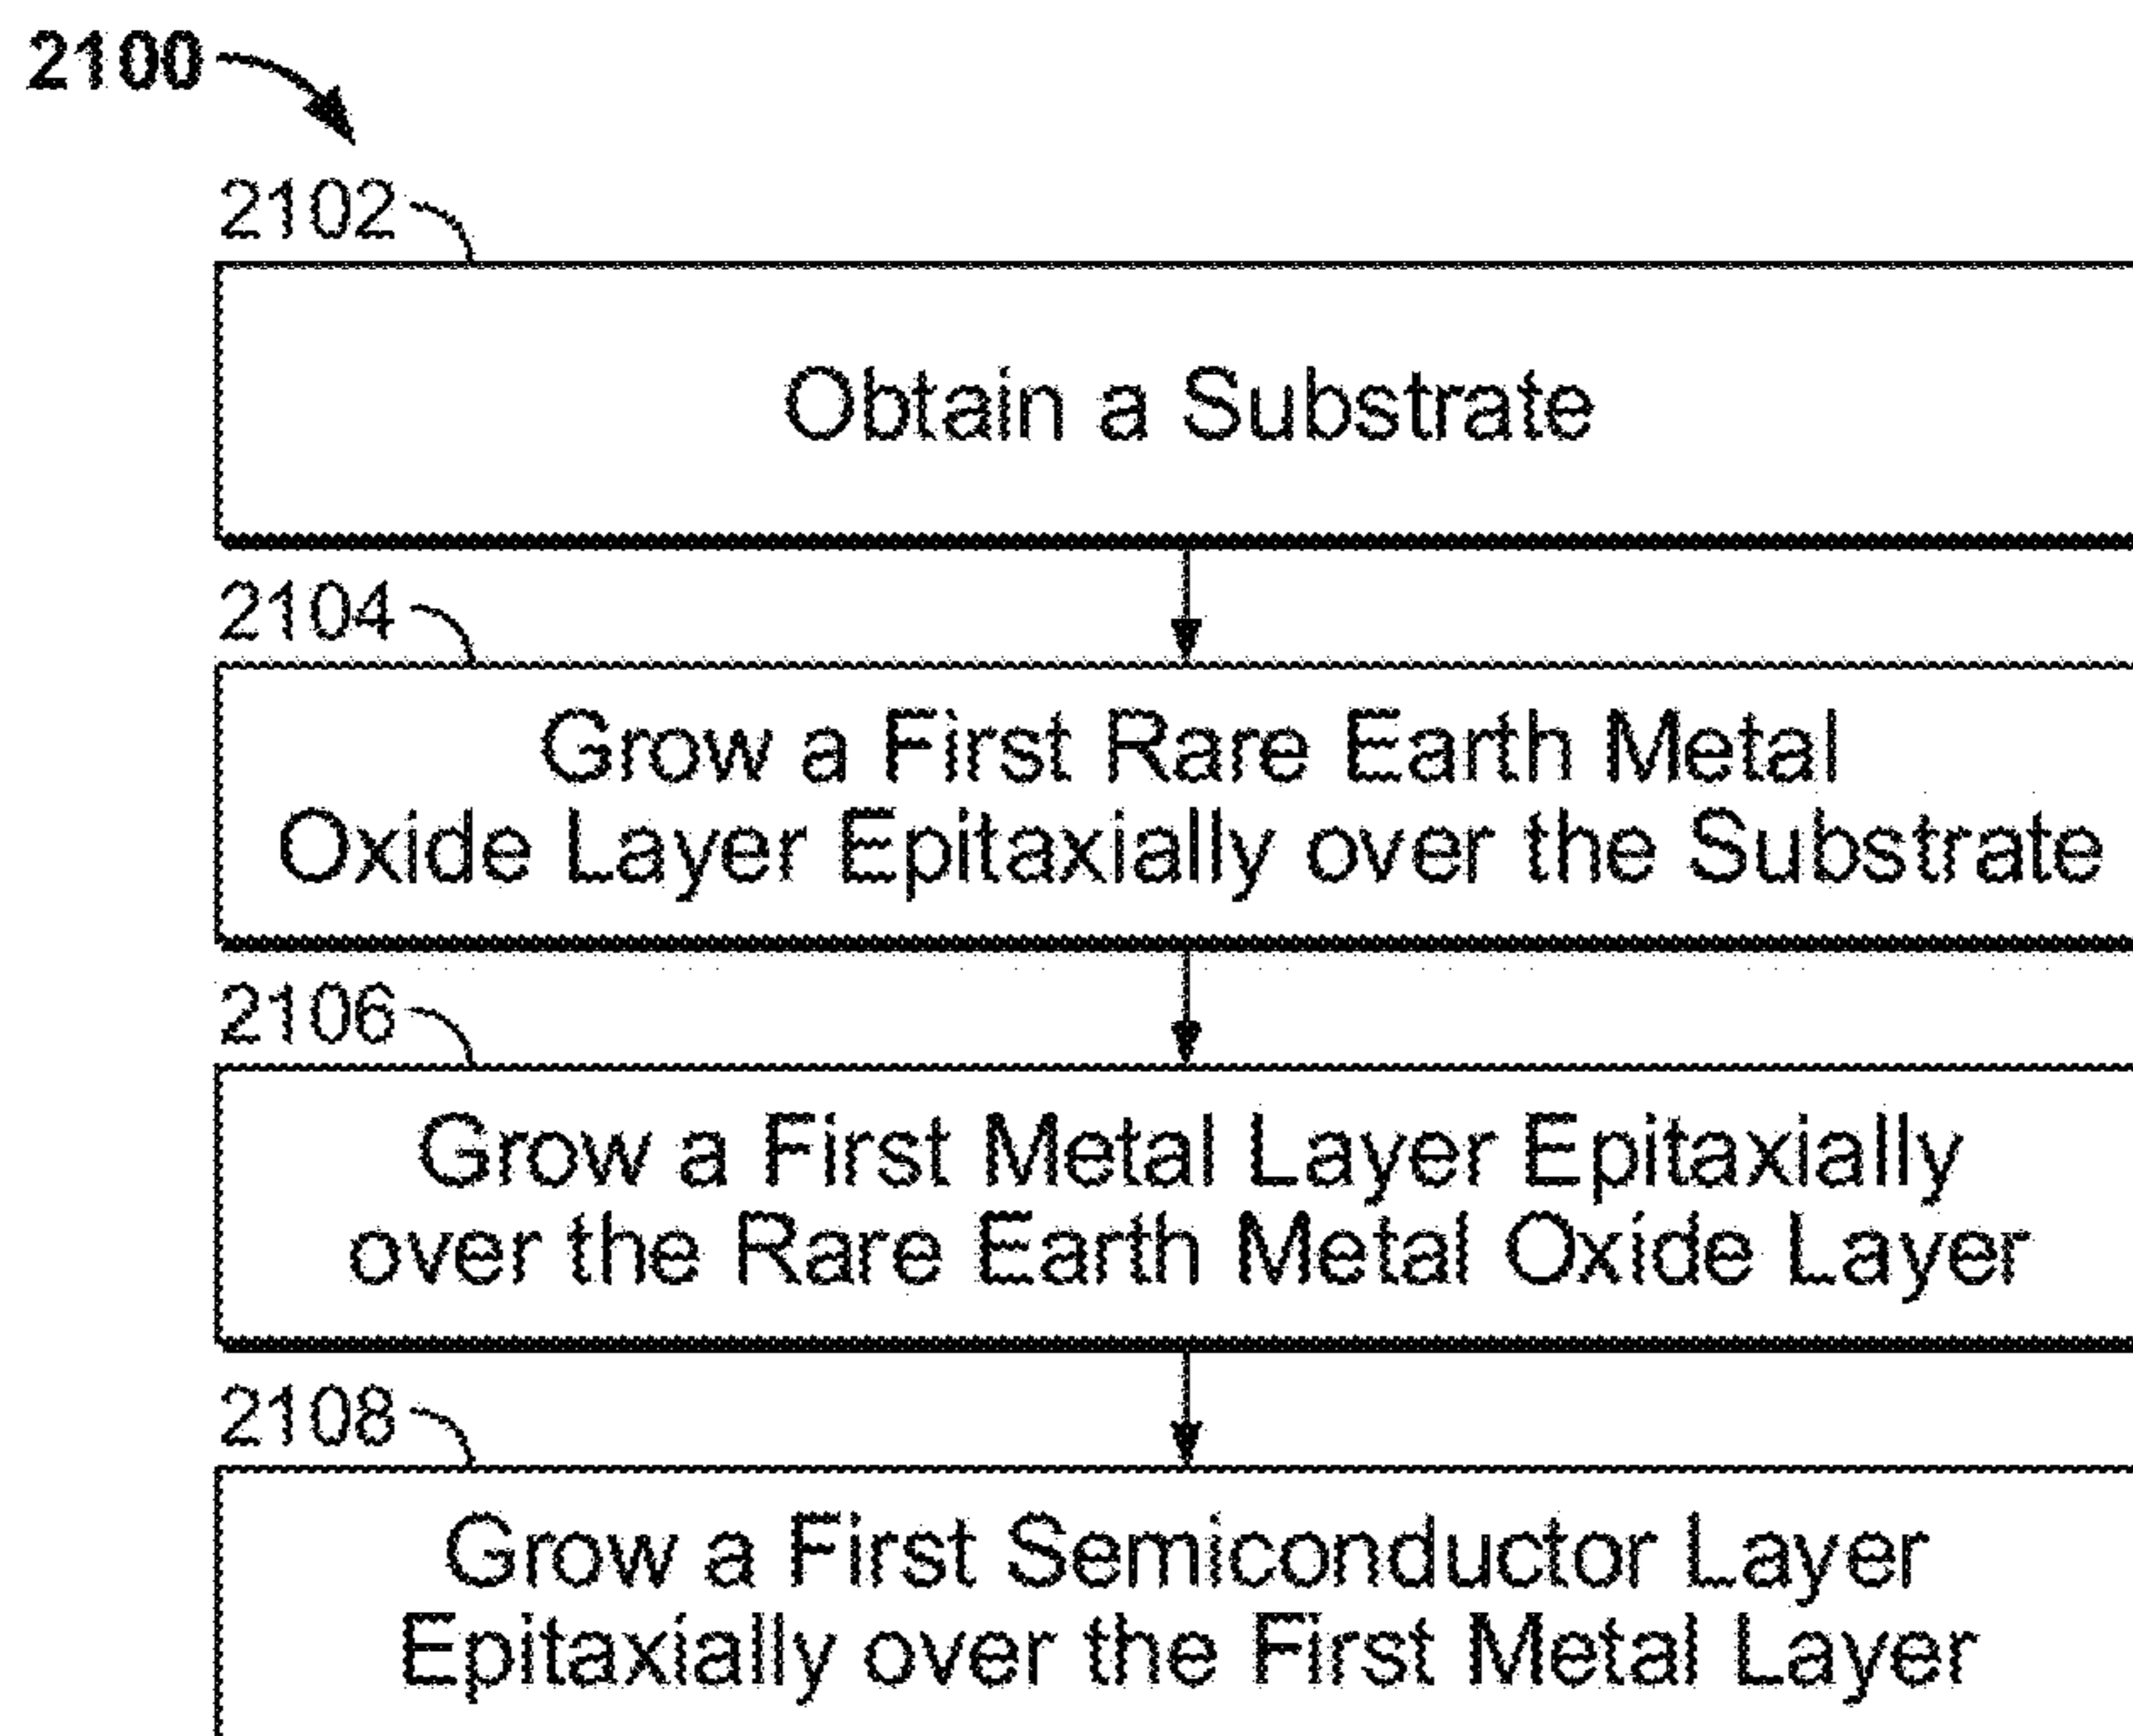 2100
2102
Obtain a Substrate
2104
Grow a First Rare Earth Metal
Oxide Layer Epitaxially over the Substrate
2106
Grow a First Metal Layer Epitaxially
over the Rare Earth Metal Oxide Layer
2108
Grow a First Semiconductor Layer
Epitaxially over the First Metal Layer